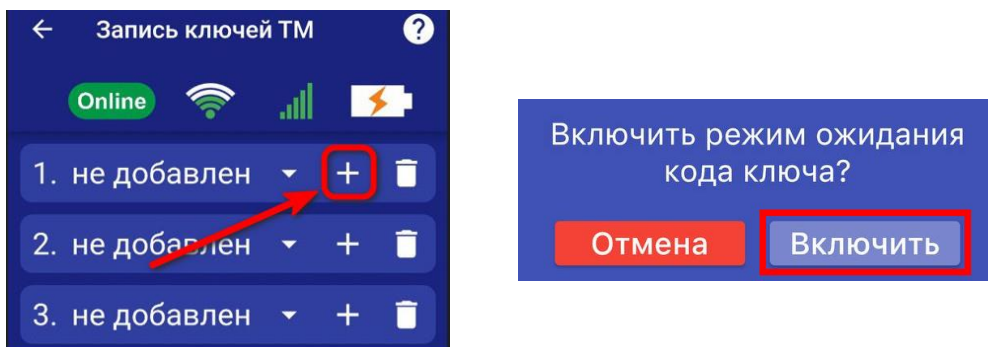 Запись ключей ТМ
?
Online
1. не добавлен
2. не добавлен
3. не добавлен
Включить режим ожидания
кода ключа?
Отмена
Включить